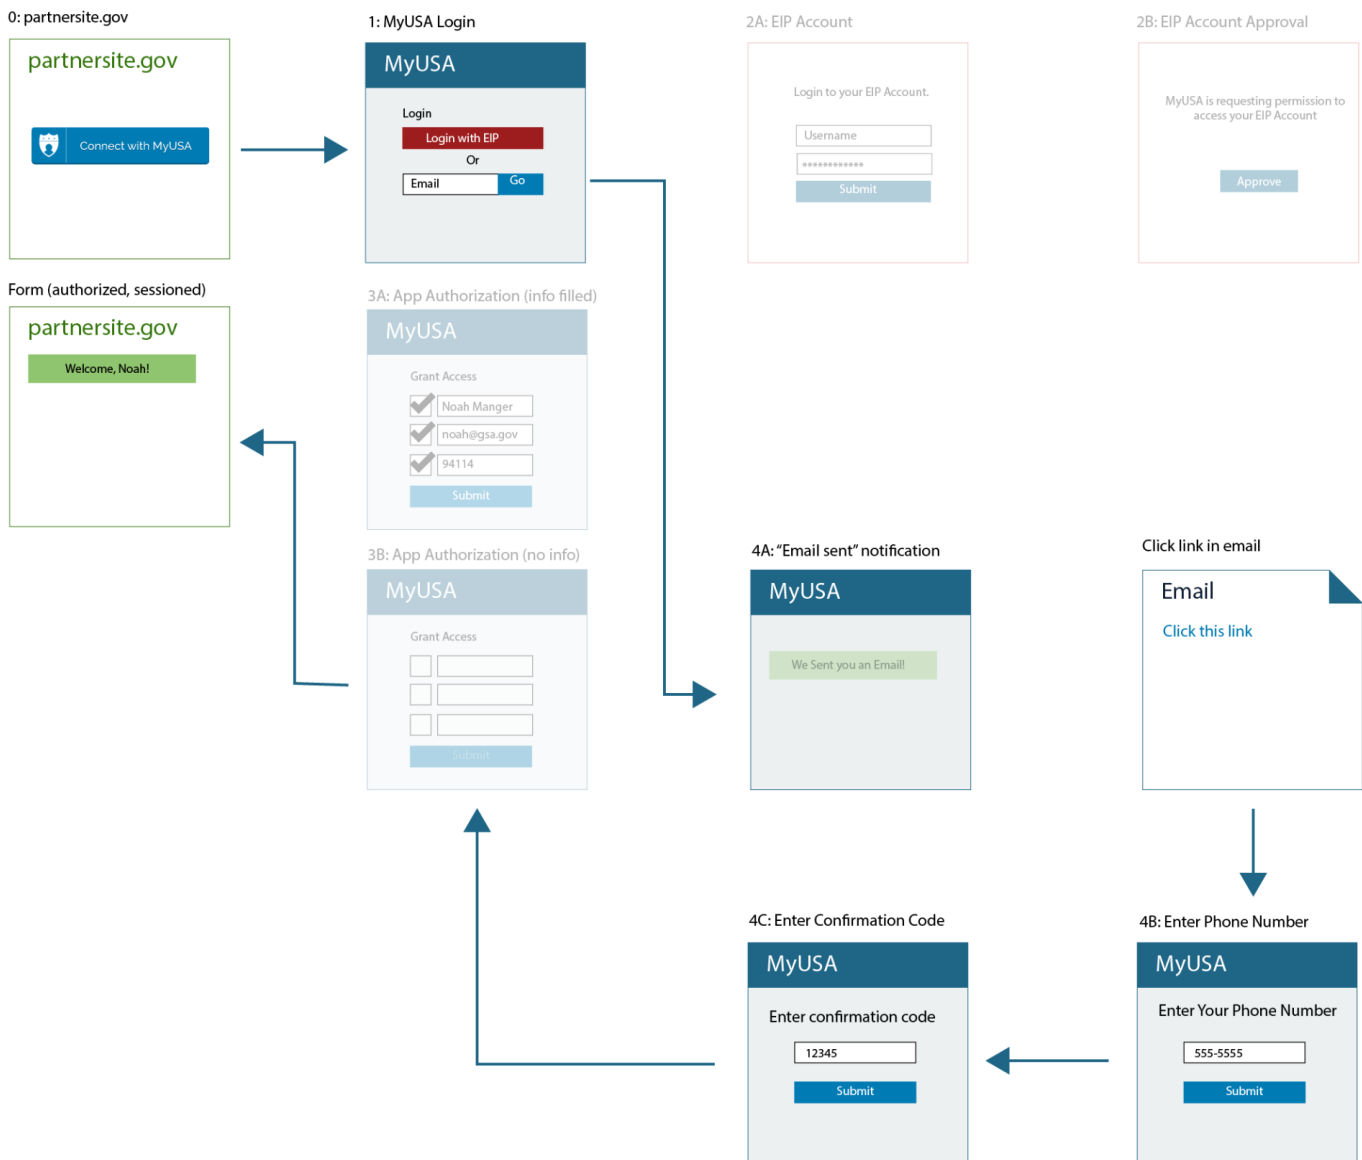 0: partnersite.gov
partnersite.gov
Connect with MyUSA
1: MyUSA Login
MyUSA
Login
Login with EIP
Or
Email
Go
2A: EIP Account
Login to your EIP Account.
Username
************
Submit
2B: EIP Account Approval
MyUSA is requesting permission to
access your EIP Account
Approve
Form (authorized, sessioned)
partnersite.gov
Welcome, Noah!
3A: App Authorization (info filled)
MyUSA
Grant Access
Noah Manger
noah@gsa.gov
94114
Submit
3B: App Authorization (no info)
MyUSA
Grant Access
Submit
4A: “Email sent” notification
MyUSA
We Sent you an Email!
Click link in email
Email
Click this link
4C: Enter Confirmation Code
MyUSA
Enter confirmation code
12345
Submit
4B: Enter Phone Number
MyUSA
Enter Your Phone Number
555-5555
Submit